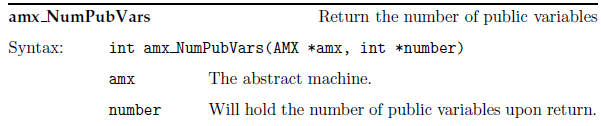 amx_NumPubVars Return the number of public variables
Syntax: int amx_NumPubVars(AMX *amx, int *number)
amx The abstract machine.
number Will hold the number of public variables upon return.